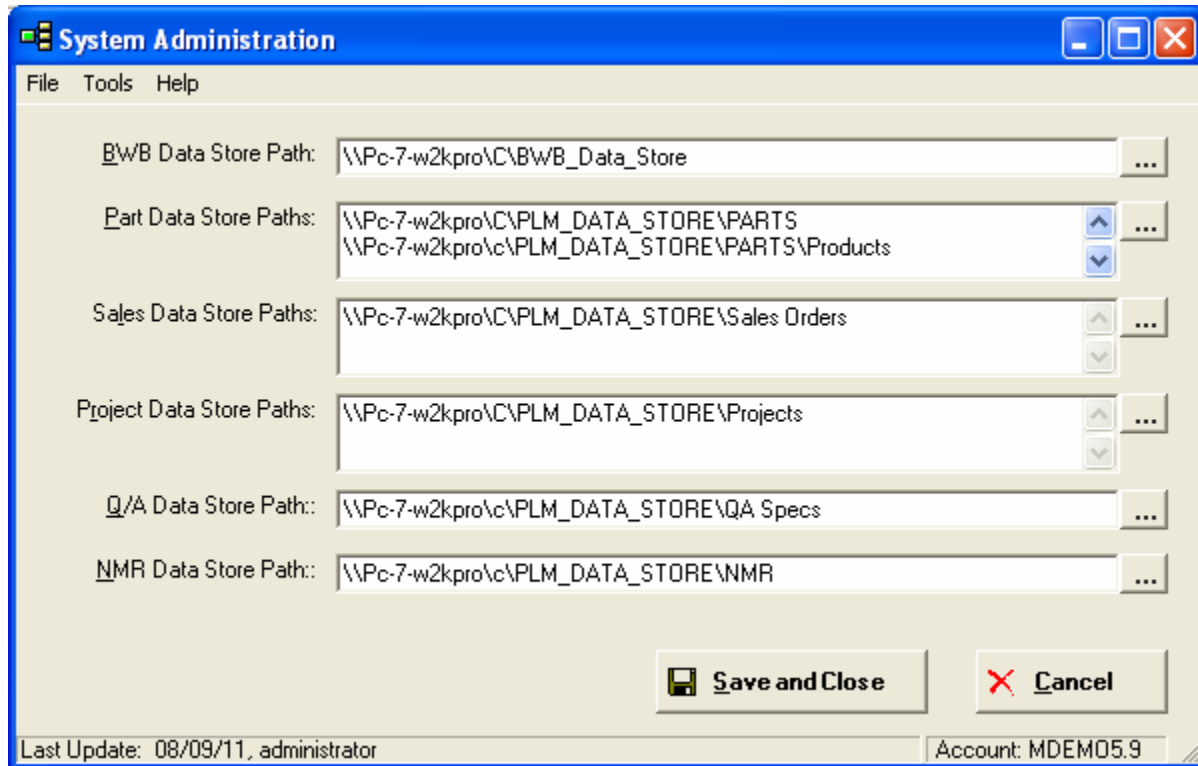 System Administration
File Tools Help
BWB Data Store Path: \\Pc-7-w2kpro\C\BWB_Data_Store ...
Part Data Store Paths: \\Pc-7-w2kpro\C\PLM_DATA_STORE\PARTS ...
\\Pc-7-w2kpro\c\PLM_DATA_STORE\PARTS\Products
Sales Data Store Paths: \\Pc-7-w2kpro\C\PLM_DATA_STORE\Sales Orders ...
Project Data Store Paths: \\Pc-7-w2kpro\C\PLM_DATA_STORE\Projects ...
Q/A Data Store Path:: \\Pc-7-w2kpro\c\PLM_DATA_STORE\QA Specs ...
NMR Data Store Path:: \\Pc-7-w2kpro\c\PLM_DATA_STORE\NMR ...
Save and Close Cancel
Last Update: 08/09/11, administrator Account: MDEMO5.9